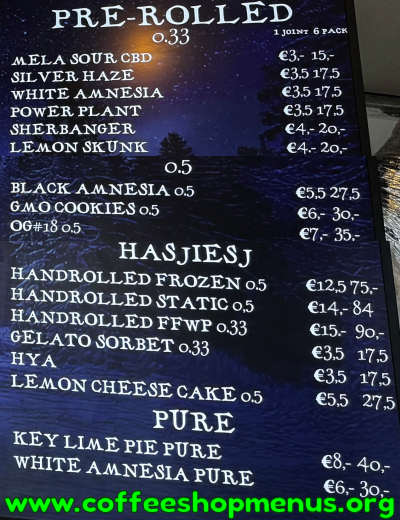 PRE-ROLLED
0.33
1 JOINT 6 PACK
MELA SOUR CBD €3,- 15,-
SILVER HAZE €3,5 17,5
WHITE AMNESIA €3,5 17,5
POWER PLANT €3,5 17,5
SHERBANGER €4,- 20,-
LEMON SKUNK €4,- 20,-
0.5
BLACK AMNESIA 0.5 €5,5 27,5
GMO COOKIES 0.5 €6,- 30,-
OG#18 0.5 €7,- 35,-
HASJIESJ
HANDROLLED FROZEN 0.5 €12,5 75,-
HANDROLLED STATIC 0,5 €14,- 84
HANDROLLED FFWP 0.33 €15,- 90,-
GELATO SORBET 0.33 €3,5 17,5
HYA €3,5 17,5
LEMON CHEESE CAKE 0.5 €5,5 27,5
PURE
KEY LIME PIE PURE €8,- 40,-
WHITE AMNESIA PURE €6,- 30,-
www.coffeeshopmenus.org